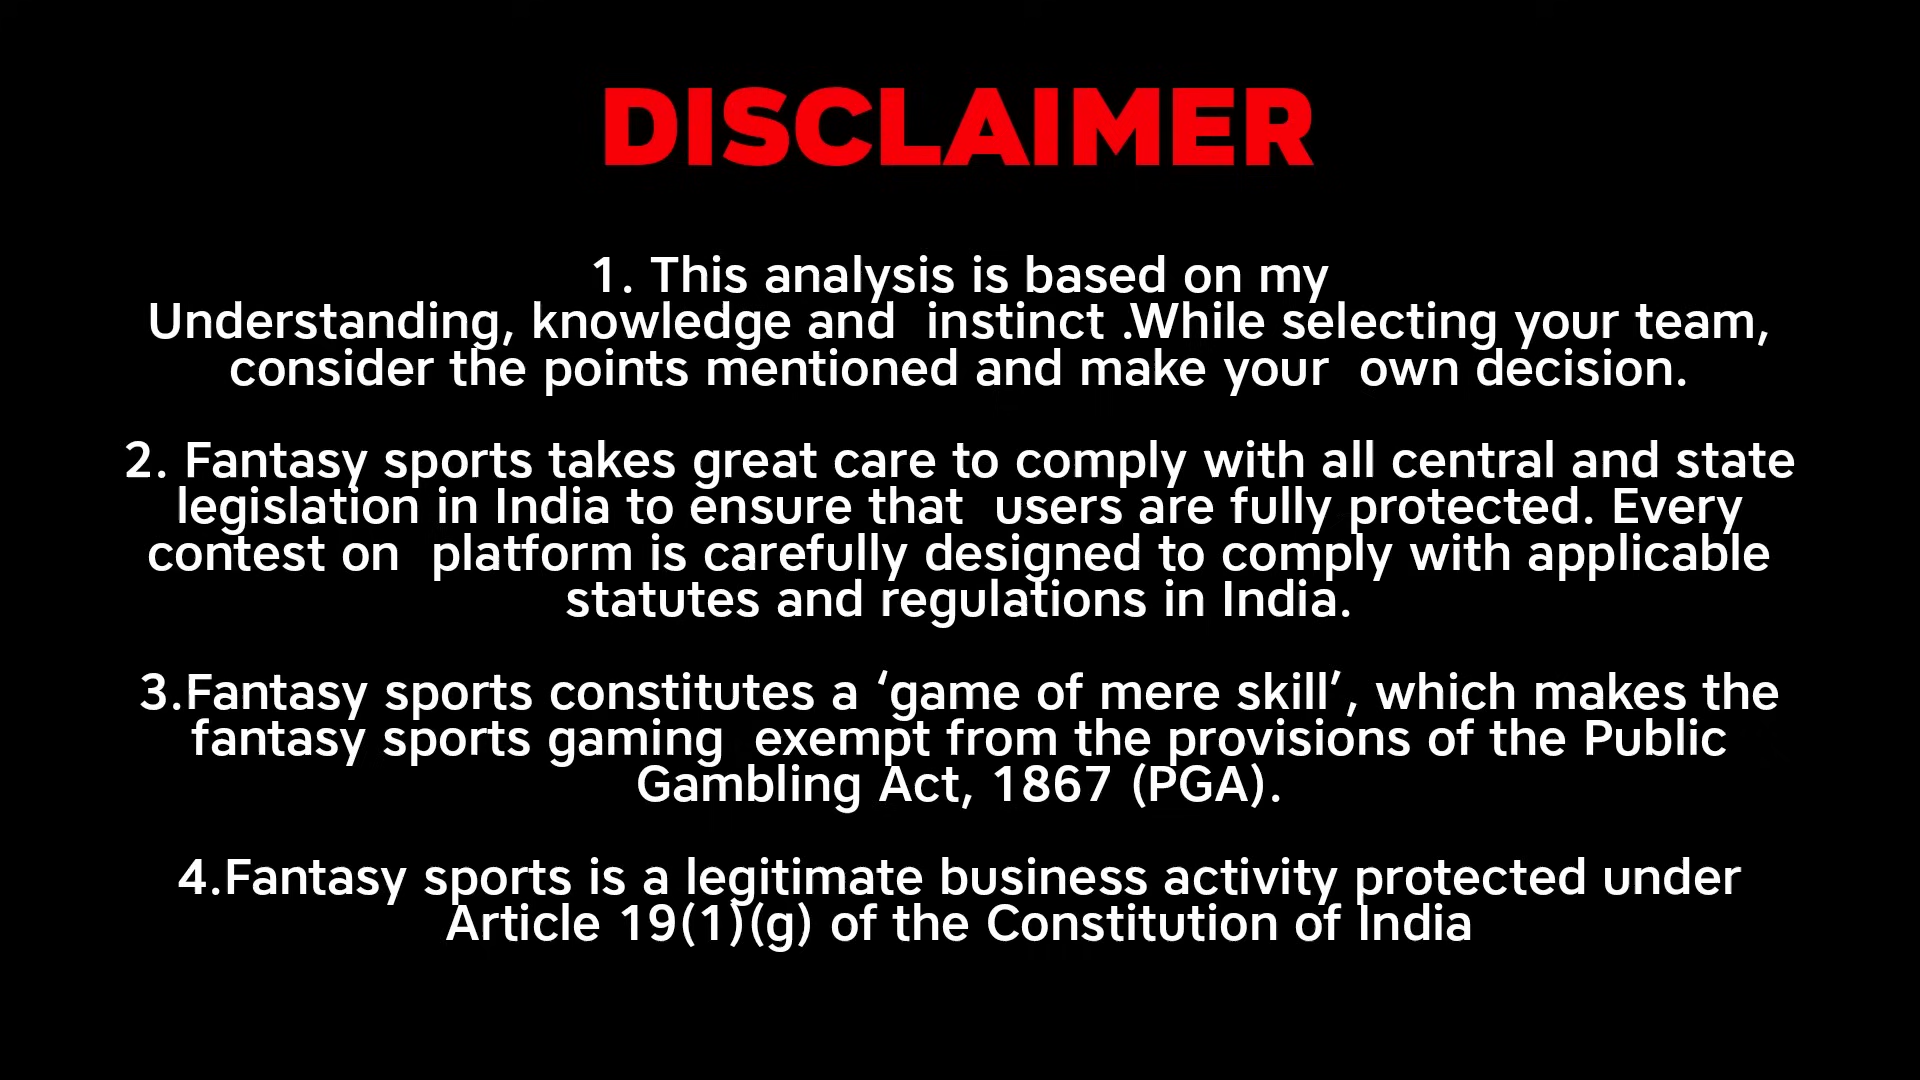 DISCLAIMER
1. This analysis is based on my
Understanding, knowledge and  instinct .While selecting your team,
consider the points mentioned and make your  own decision.
2. Fantasy sports takes great care to comply with all central and state
legislation in India to ensure that  users are fully protected. Every
contest on  platform is carefully designed to comply with applicable
statutes and regulations in India.
3.Fantasy sports constitutes a ‘game of mere skill’, which makes the
fantasy sports gaming  exempt from the provisions of the Public
Gambling Act, 1867 (PGA).
4.Fantasy sports is a legitimate business activity protected under
Article 19(1)(g) of the Constitution of India